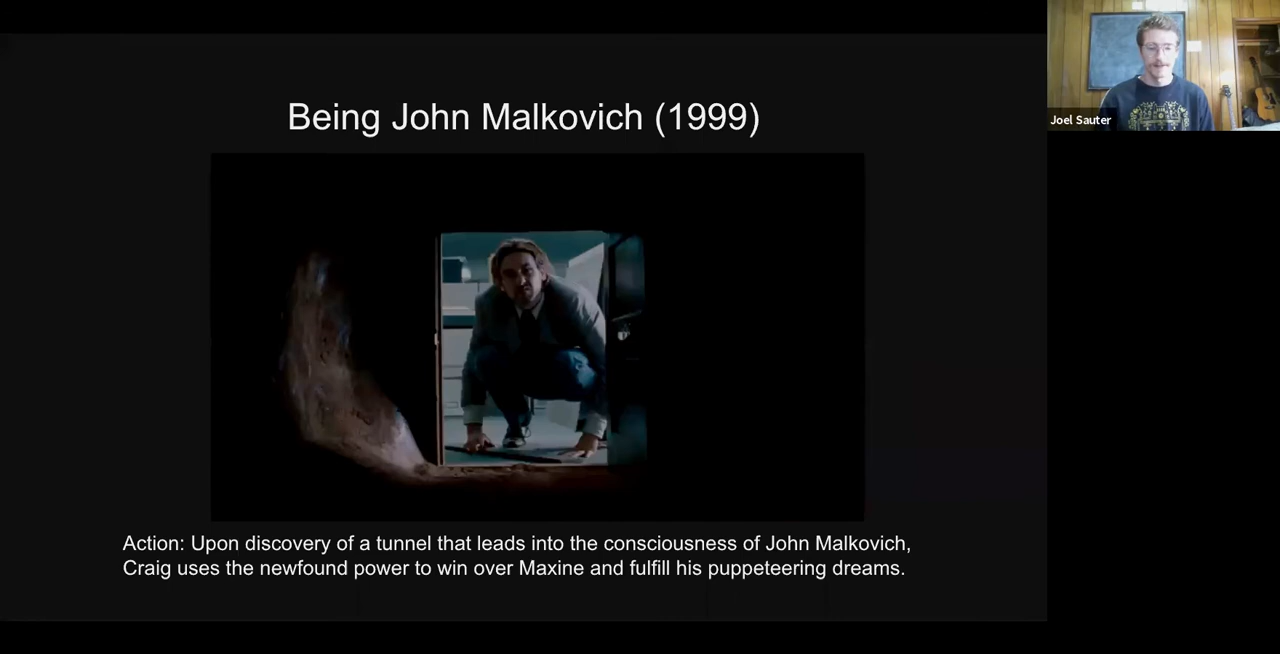 Being John Malkovich (1999)
Joel Sauter
Action: Upon discovery of a tunnel that leads into the consciousness of John Malkovich,
Craig uses the newfound power to win over Maxine and fulfill his puppeteering dreams.